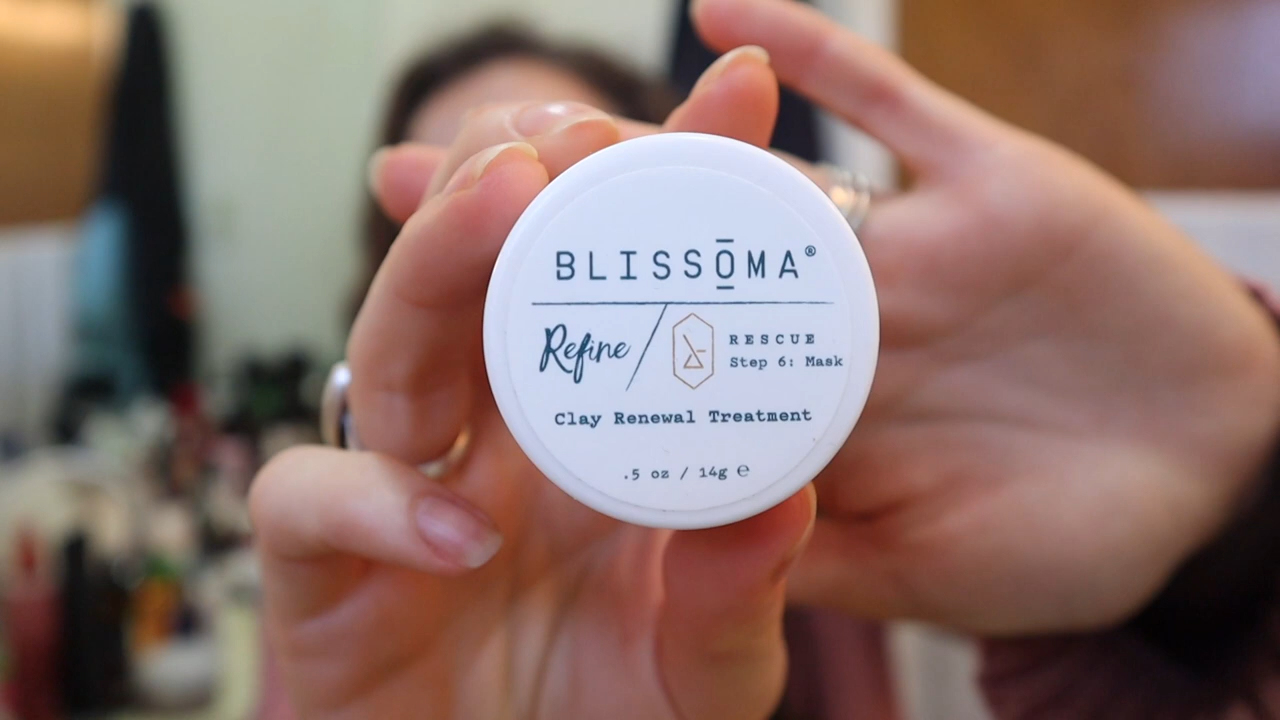 BLISSŌMA®
Refine
RESCUE
Step 6: Mask
Clay Renewal Treatment
.5 oz / 14g ℮